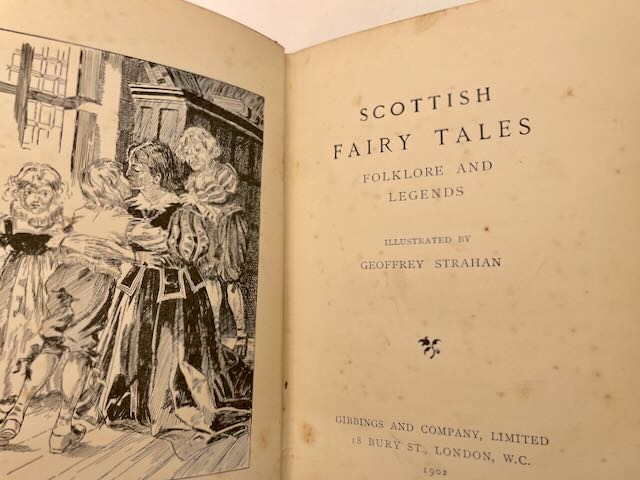 SCOTTISH
FAIRY TALES
FOLKLORE AND
LEGENDS
ILLUSTRATED BY
GEOFFREY STRAHAN
GIBBINGS AND COMPANY, LIMITED
18 BURY ST., LONDON, W.C.
1902